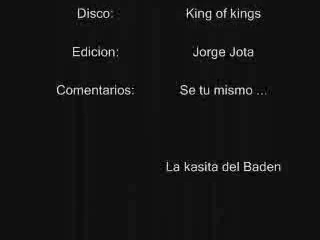 Disco: King of kings
Edicion: Jorge Jota
Comentarios: Se tu mismo ...
La kasita del Baden